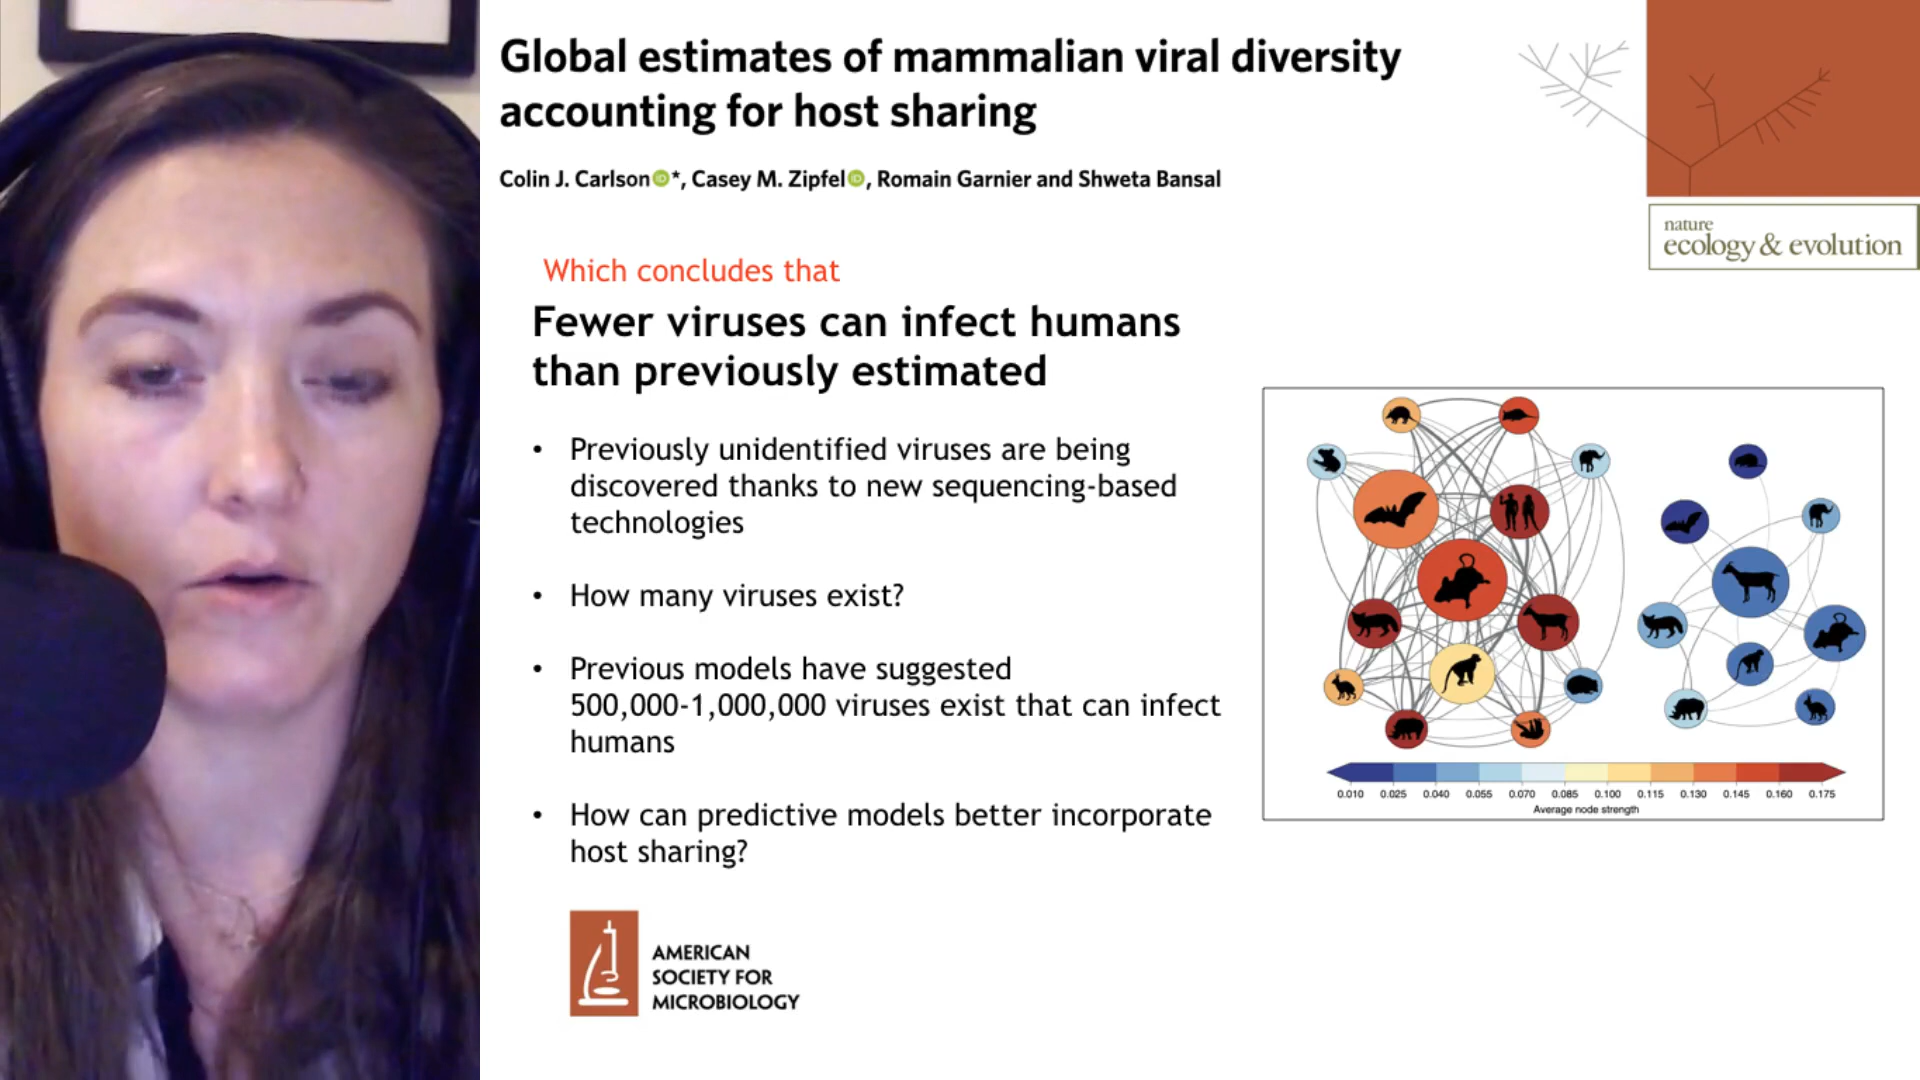 Global estimates of mammalian viral diversity
accounting for host sharing
Colin J. Carlson iD*, Casey M. Zipfel iD, Romain Garnier and Shweta Bansal
nature
ecology & evolution
Which concludes that
Fewer viruses can infect humans
than previously estimated
• Previously unidentified viruses are being
discovered thanks to new sequencing-based
technologies
• How many viruses exist?
• Previous models have suggested
500,000-1,000,000 viruses exist that can infect
humans
• How can predictive models better incorporate
host sharing?
0.010 0.025 0.040 0.055 0.070 0.085 0.100 0.115 0.130 0.145 0.160 0.175
Average node strength
AMERICAN
SOCIETY FOR
MICROBIOLOGY